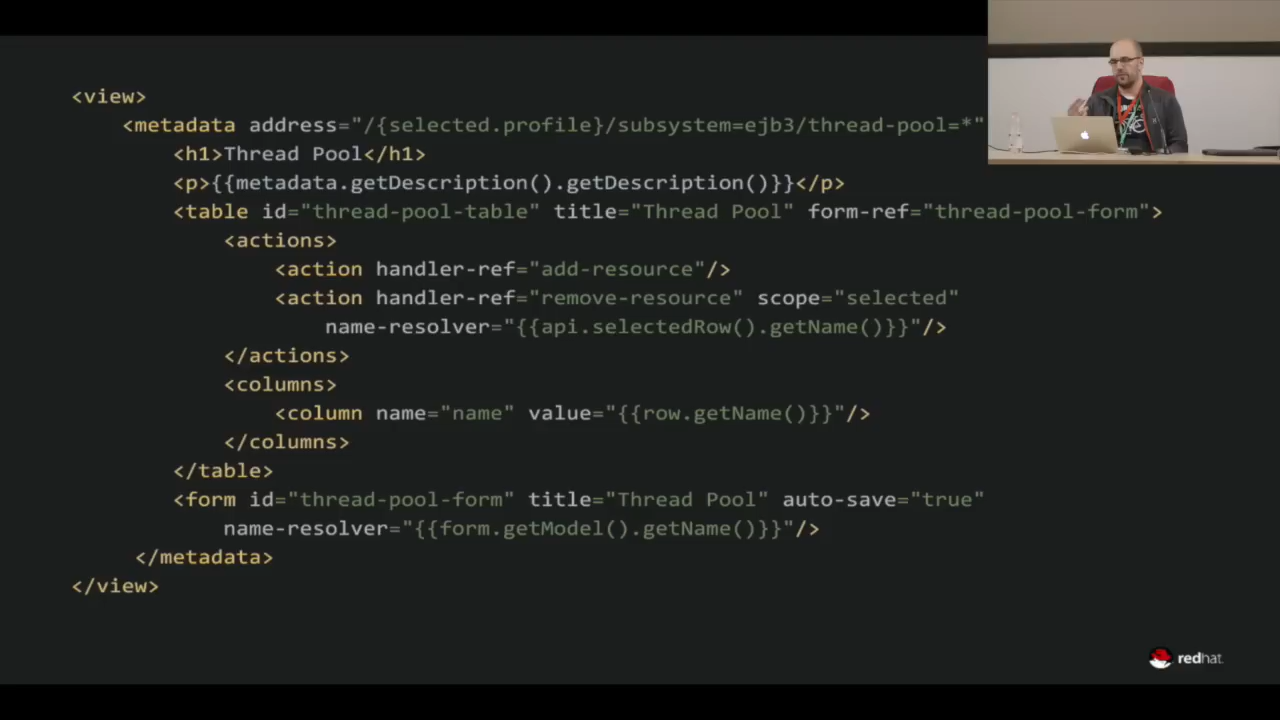 <view>
<metadata address="/{selected.profile}/subsystem=ejb3/thread-pool=*"
<h1>Thread Pool</h1>
<p>{{metadata.getDescription().getDescription()}}</p>
<table id="thread-pool-table" title="Thread Pool" form-ref="thread-pool-form">
<actions>
<action handler-ref="add-resource"/>
<action handler-ref="remove-resource" scope="selected"
name-resolver="{{api.selectedRow().getName()}}"/>
</actions>
<columns>
<column name="name" value="{{row.getName()}}"/>
</columns>
</table>
<form id="thread-pool-form" title="Thread Pool" auto-save="true"
name-resolver="{{form.getModel().getName()}}"/>
</metadata>
</view>
redhat.